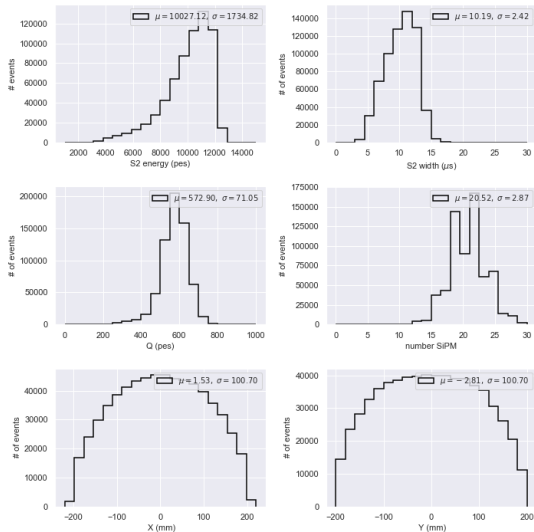 # events
120000
100000
80000
60000
40000
20000
0
2000 4000 6000 8000 10000 12000 14000
S2 energy (pes)
μ = 10027.12, σ = 1734.82
# of events
140000
120000
100000
80000
60000
40000
20000
0
0 5 10 15 20 25 30
S2 width (μs)
μ = 10.19, σ = 2.42
# of events
200000
150000
100000
50000
0
0 200 400 600 800 1000
Q (pes)
μ = 572.90, σ = 71.05
# of events
175000
150000
125000
100000
75000
50000
25000
0
0 5 10 15 20 25 30
number SiPM
μ = 20.52, σ = 2.87
# of events
40000
30000
20000
10000
0
−200 −100 0 100 200
X (mm)
μ = 1.53, σ = 100.70
# of events
40000
30000
20000
10000
0
−200 −100 0 100 200
Y (mm)
μ = −2.81, σ = 100.70